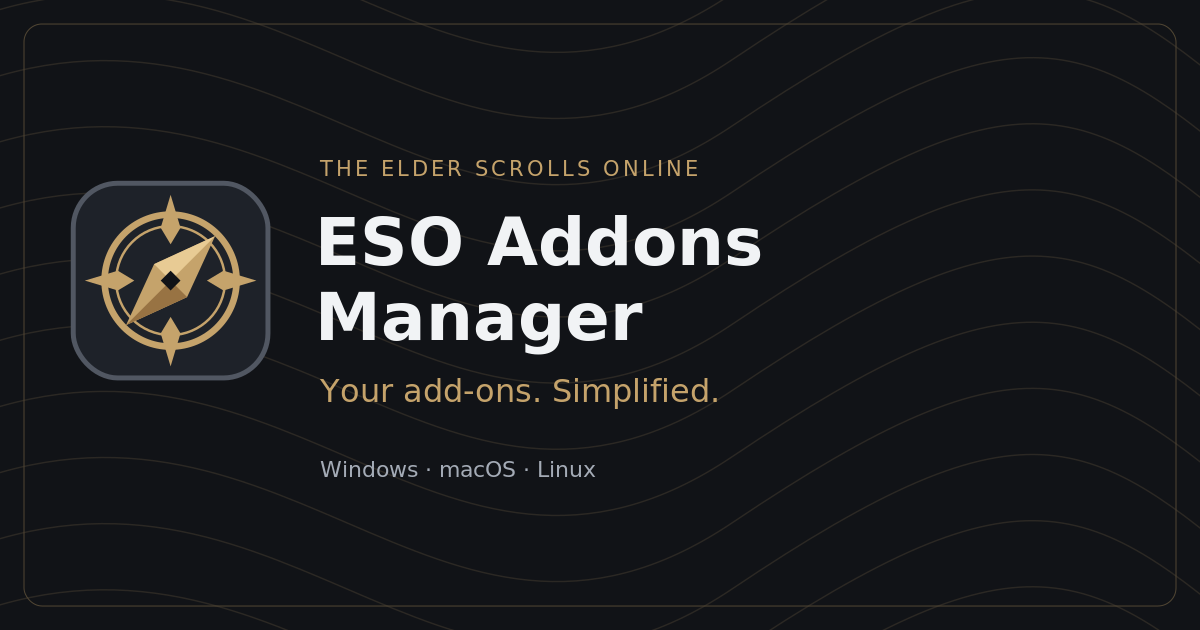 THE ELDER SCROLLS ONLINE
ESO Addons
Manager
Your add-ons. Simplified.
Windows · macOS · Linux